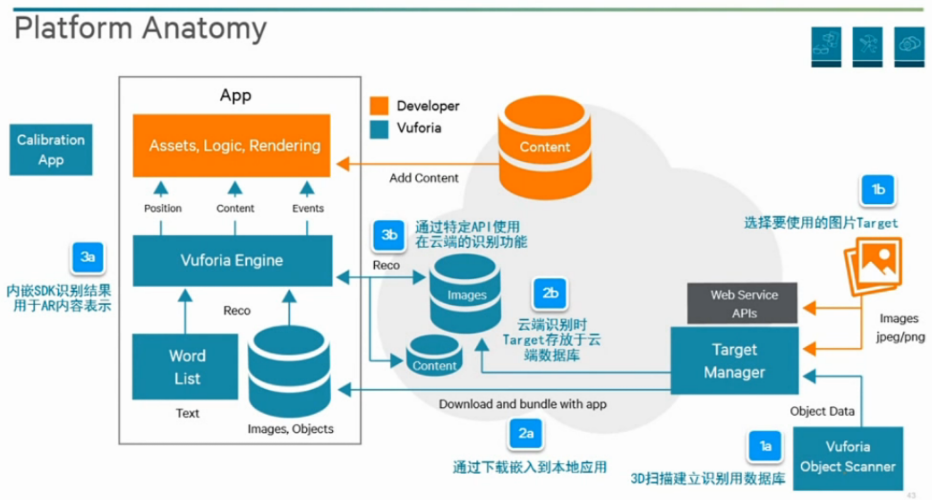 Platform Anatomy
App
Developer
Vuforia
Calibration
App
Assets, Logic, Rendering
Content
Add Content
Position
Content
Events
1b
选择要使用的图片Target
3b
通过特定API使用
在云端的识别功能
3a
内嵌SDK识别结果
用于AR内容表示
Vuforia Engine
Reco
Images
2b
云端识别时
Target存放于云
端数据库
Web Service
APIs
Images
jpeg/png
Reco
Word
List
Content
Target
Manager
Text
Images, Objects
Download and bundle with app
Object Data
2a
通过下载嵌入到本地应用
1a
3D扫描建立识别用数据库
Vuforia
Object Scanner
43